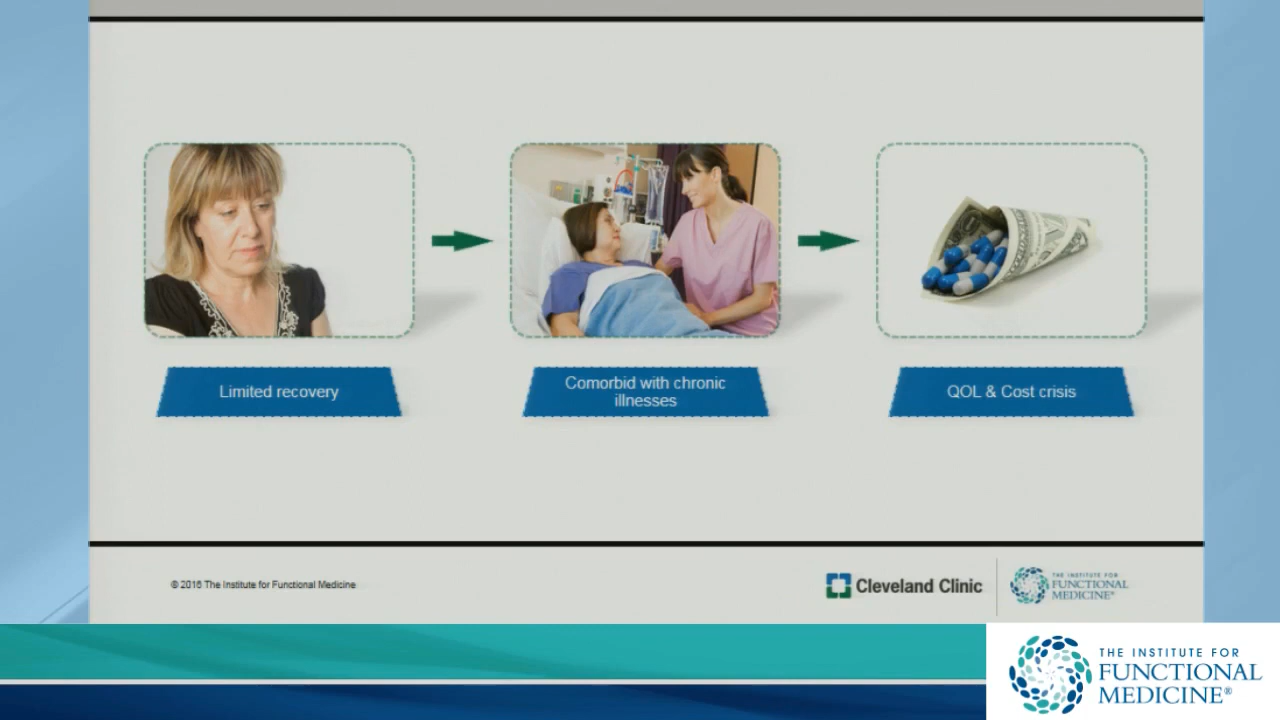 Limited recovery
Comorbid with chronic
illnesses
QOL & Cost crisis
© 2016 The Institute for Functional Medicine
Cleveland Clinic
THE INSTITUTE FOR
FUNCTIONAL
MEDICINE®
THE INSTITUTE FOR
FUNCTIONAL
MEDICINE®